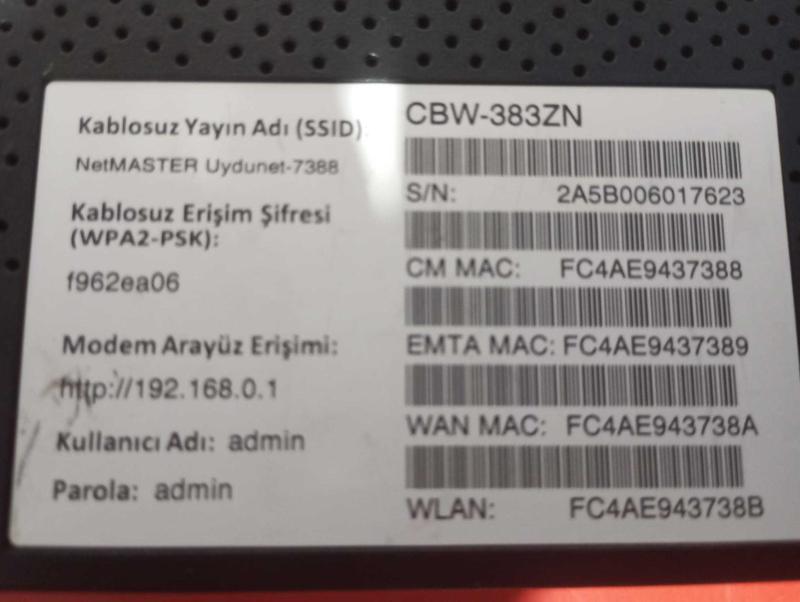 Kablosuz Yayın Adı (SSID):
NetMASTER Uydunet-7388
Kablosuz Erişim Şifresi
(WPA2-PSK):
f962ea06
Modem Arayüz Erişimi:
http://192.168.0.1
Kullanıcı Adı: admin
Parola: admin
CBW-383ZN
S/N: 2A5B006017623
CM MAC: FC4AE9437388
EMTA MAC: FC4AE9437389
WAN MAC: FC4AE943738A
WLAN: FC4AE943738B